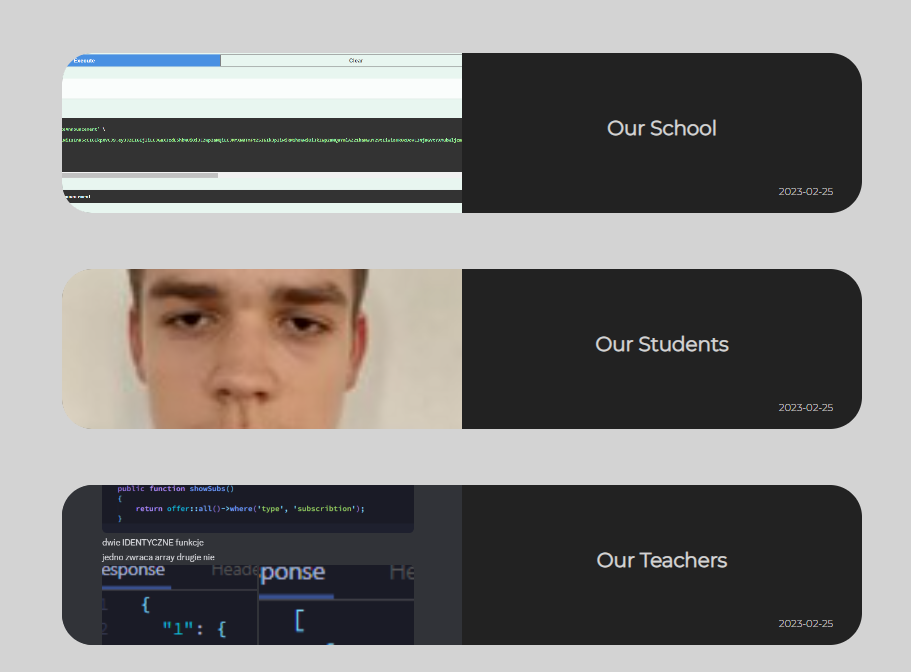 Execute
Clear
Our School
2023-02-25
Our Students
2023-02-25
public function showSubs()
{
return offer::all()->where('type', 'subscribtion');
}
dwie IDENTYCZNE funkcje
jedno zwraca array drugie nie
esponse Heade
ponse He
1 {
2 "1": {
[
Our Teachers
2023-02-25